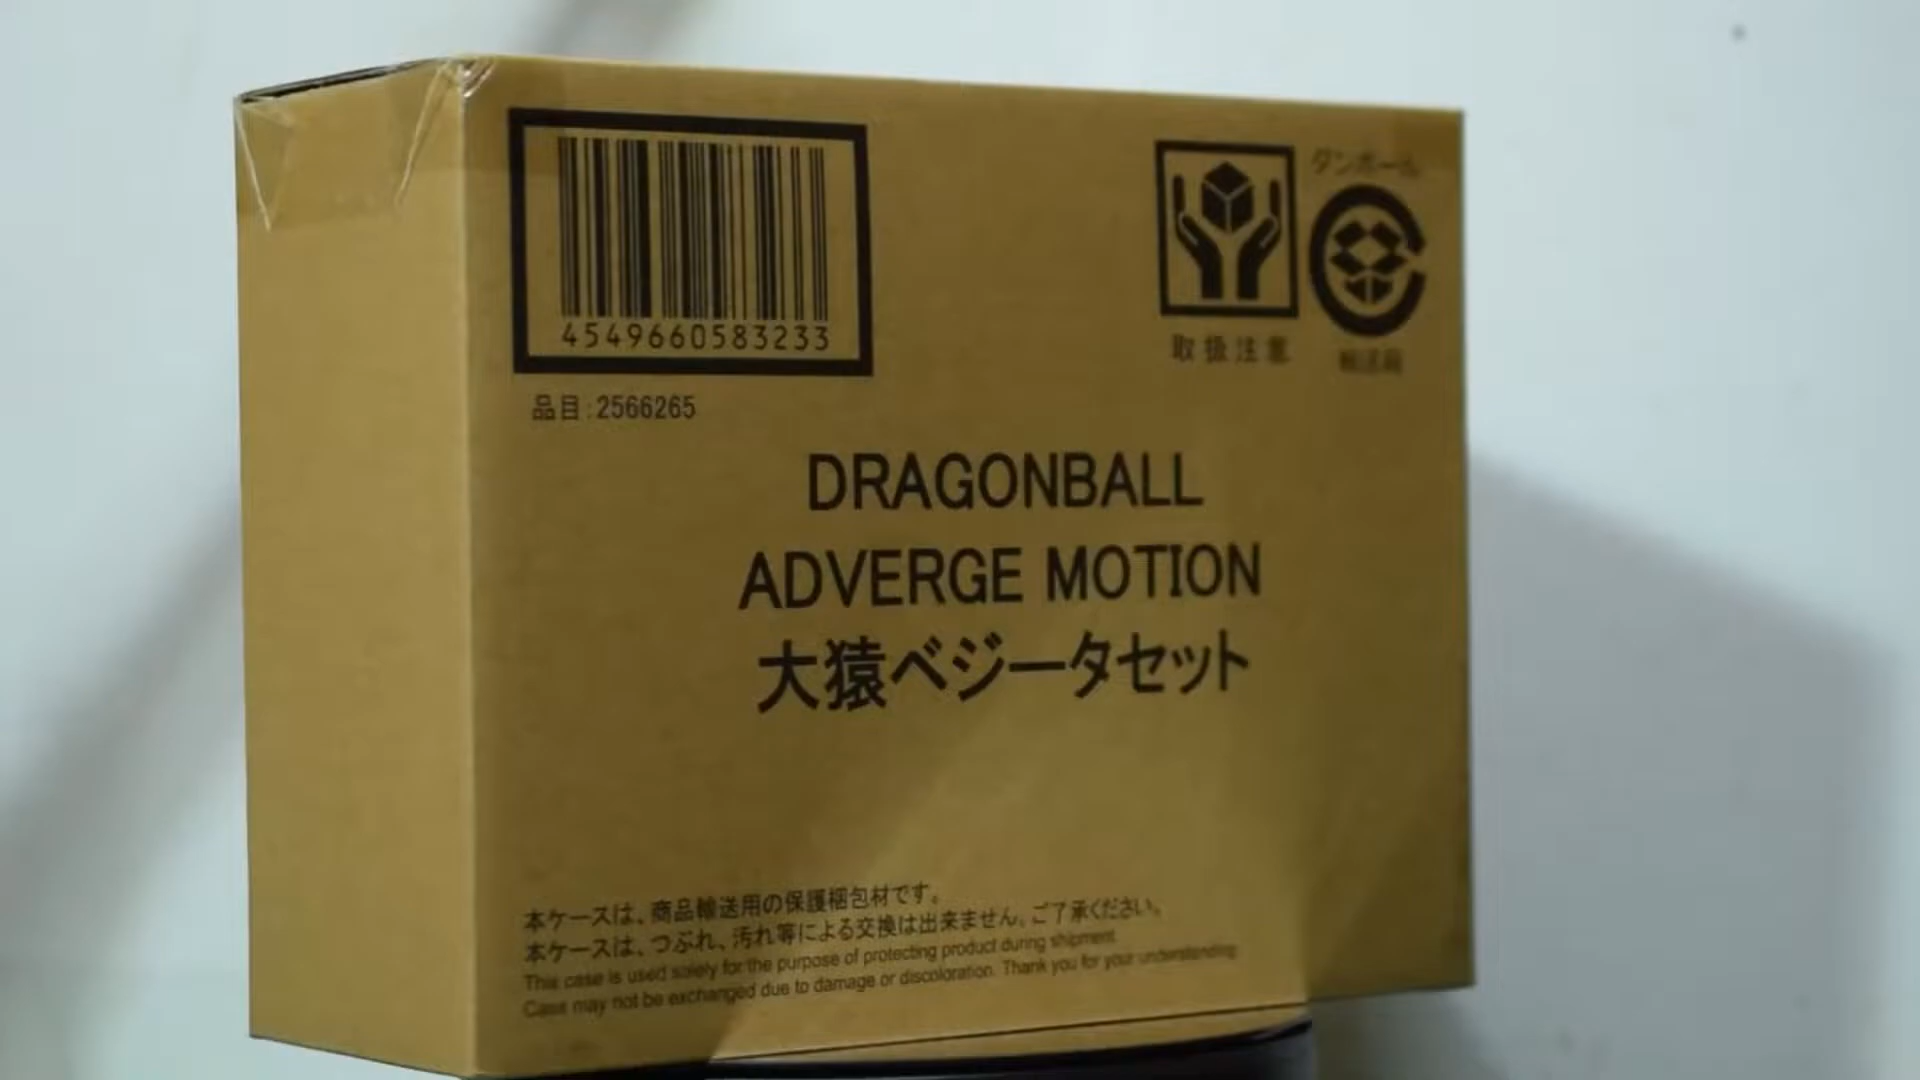 4549660583233
品目:2566265
ダンボール
取扱注意
輸送箱
DRAGONBALL
ADVERGE MOTION
大猿ベジータセット
本ケースは、商品輸送用の保護梱包材です。
本ケースは、つぶれ、汚れ等による交換は出来ません。ご了承ください。
This case is used solely for the purpose of protecting product during shipment.
Case may not be exchanged due to damage or discoloration. Thank you for your understanding.